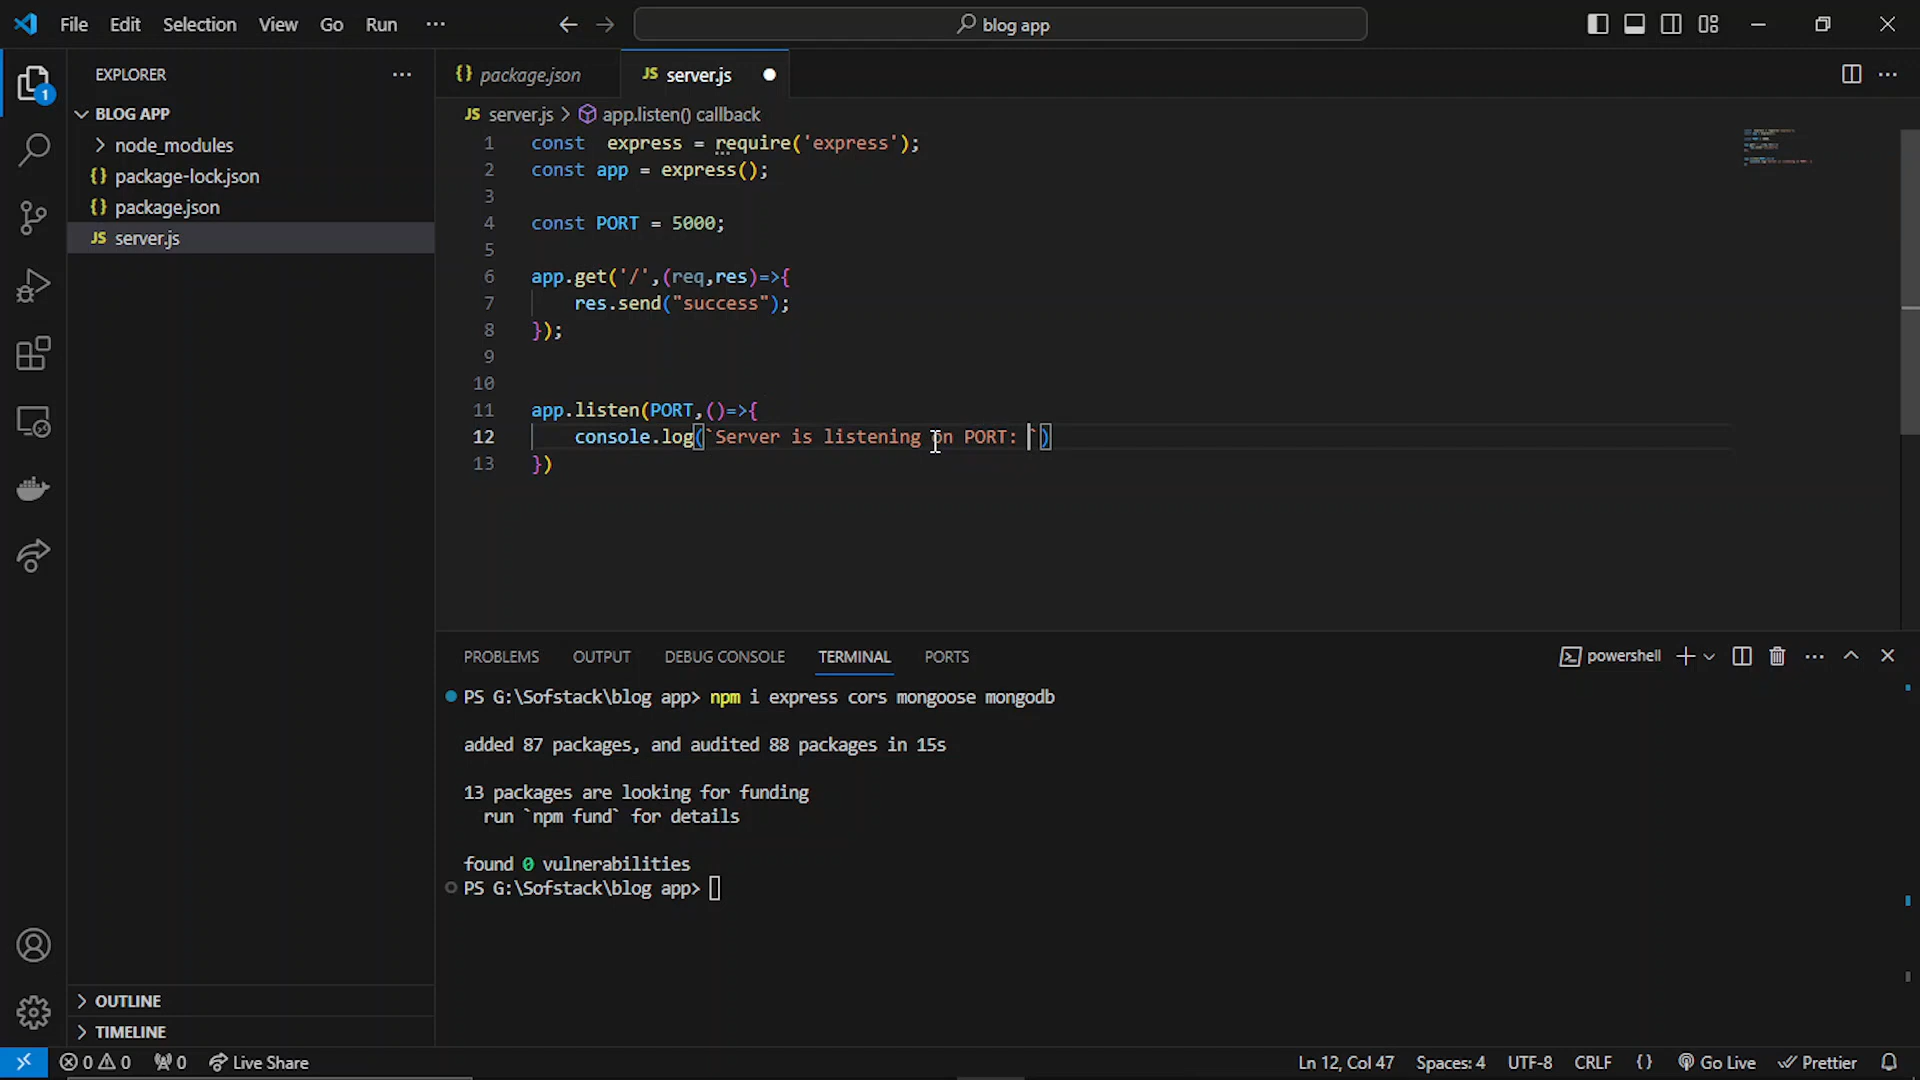 File Edit Selection View Go Run ···
blog app
EXPLORER ···
1
BLOG APP
node_modules
{} package-lock.json
{} package.json
JS server.js
OUTLINE
TIMELINE
{} package.json
JS server.js
···
JS server.js > app.listen() callback
1 const  express = require('express');
2 const app = express();
3
4 const PORT = 5000;
5
6 app.get('/',(req,res)=>{
7     res.send("success");
8 });
9
10
11 app.listen(PORT,()=>{
12     console.log(`Server is listening on PORT: `)
13 })
PROBLEMS OUTPUT DEBUG CONSOLE TERMINAL PORTS
powershell
PS G:\Sofstack\blog app> npm i express cors mongoose mongodb
added 87 packages, and audited 88 packages in 15s
13 packages are looking for funding
  run `npm fund` for details
found 0 vulnerabilities
PS G:\Sofstack\blog app>
0 0 0 Live Share Ln 12, Col 47 Spaces: 4 UTF-8 CRLF {} Go Live Prettier